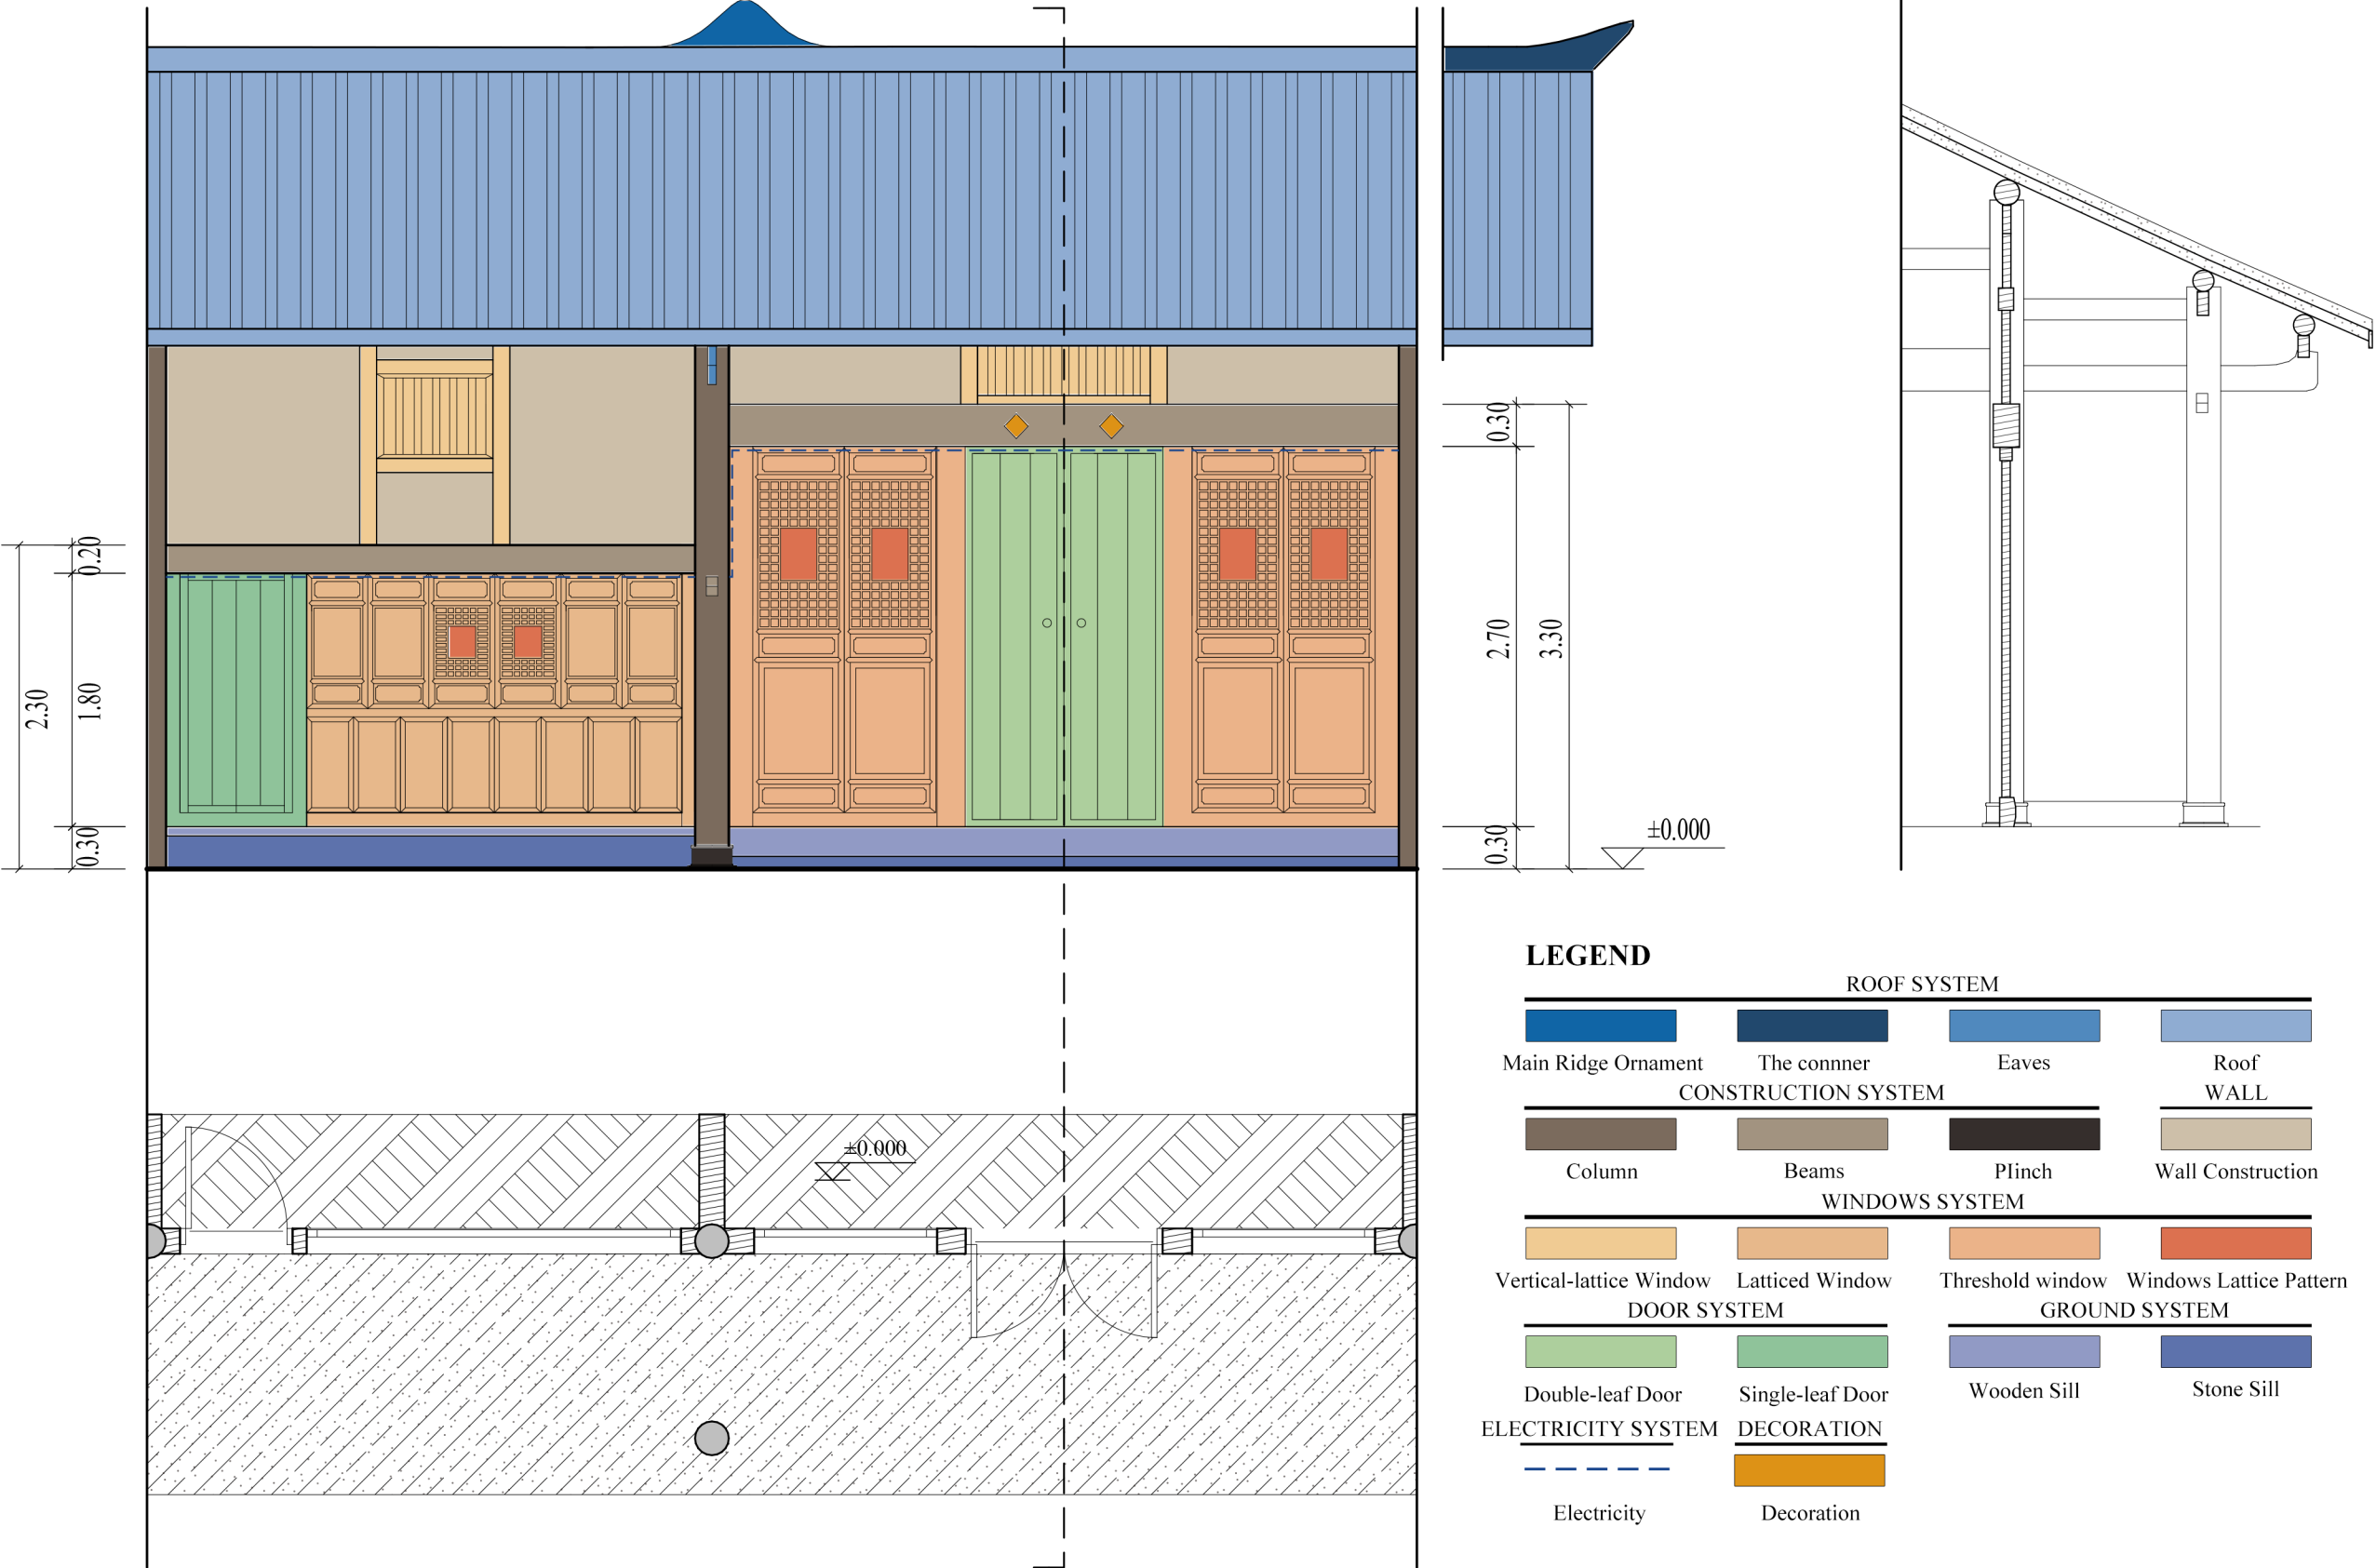 0.20
2.30
1.80
0.30
0.30
2.70
3.30
0.30
±0.000
±0.000
LEGEND
ROOF SYSTEM
Main Ridge Ornament The connner Eaves Roof
CONSTRUCTION SYSTEM WALL
Column Beams PIinch Wall Construction
WINDOWS SYSTEM
Vertical-lattice Window Latticed Window Threshold window Windows Lattice Pattern
DOOR SYSTEM GROUND SYSTEM
Double-leaf Door Single-leaf Door Wooden Sill Stone Sill
ELECTRICITY SYSTEM DECORATION
Electricity Decoration